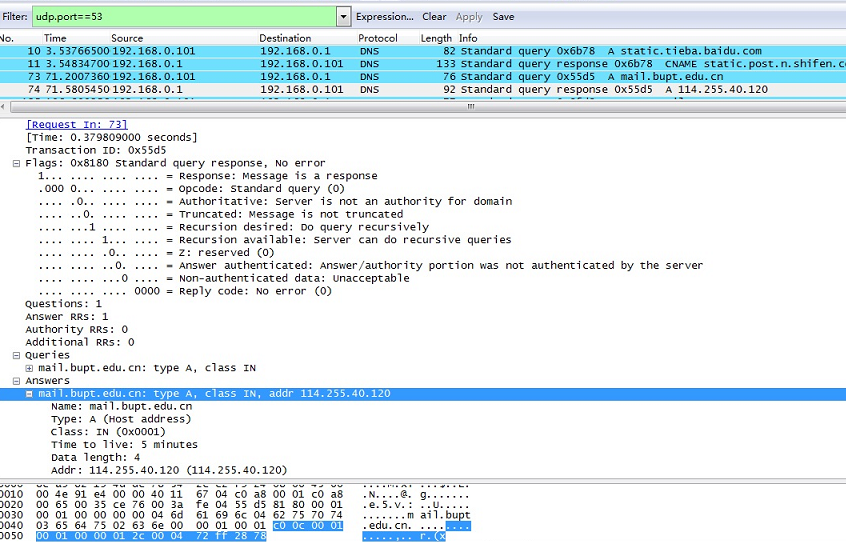 Filter: udp.port==53 Expression... Clear Apply Save
No. Time Source Destination Protocol Length Info
10 3.53766500 192.168.0.101 192.168.0.1 DNS 82 Standard query 0x6b78 A static.tieba.baidu.com
11 3.54834700 192.168.0.1 192.168.0.101 DNS 133 Standard query response 0x6b78 CNAME static.post.n.shifen.c
73 71.2007360 192.168.0.101 192.168.0.1 DNS 76 Standard query 0x55d5 A mail.bupt.edu.cn
74 71.5805450 192.168.0.1 192.168.0.101 DNS 92 Standard query response 0x55d5 A 114.255.40.120
[Request In: 73]
[Time: 0.379809000 seconds]
Transaction ID: 0x55d5
Flags: 0x8180 Standard query response, No error
1... .... .... .... = Response: Message is a response
.000 0... .... .... = Opcode: Standard query (0)
.... .0.. .... .... = Authoritative: Server is not an authority for domain
.... ..0. .... .... = Truncated: Message is not truncated
.... ...1 .... .... = Recursion desired: Do query recursively
.... .... 1... .... = Recursion available: Server can do recursive queries
.... .... .0.. .... = Z: reserved (0)
.... .... ..0. .... = Answer authenticated: Answer/authority portion was not authenticated by the server
.... .... ...0 .... = Non-authenticated data: Unacceptable
.... .... .... 0000 = Reply code: No error (0)
Questions: 1
Answer RRs: 1
Authority RRs: 0
Additional RRs: 0
Queries
mail.bupt.edu.cn: type A, class IN
Answers
mail.bupt.edu.cn: type A, class IN, addr 114.255.40.120
Name: mail.bupt.edu.cn
Type: A (Host address)
Class: IN (0x0001)
Time to live: 5 minutes
Data length: 4
Addr: 114.255.40.120 (114.255.40.120)
0010 00 4e 91 e4 00 00 40 11 67 04 c0 a8 00 01 c0 a8 .N....@. g.......
0020 00 65 00 35 ce 76 00 3a fe 04 55 d5 81 80 00 01 .e.5.v.: ..U.....
0030 00 01 00 00 00 00 04 6d 61 69 6c 04 62 75 70 74 .......m ail.bupt
0040 03 65 64 75 02 63 6e 00 00 01 00 01 c0 0c 00 01 .edu.cn. ........
0050 00 01 00 00 01 2c 00 04 72 ff 28 78 .....,.. r.(x